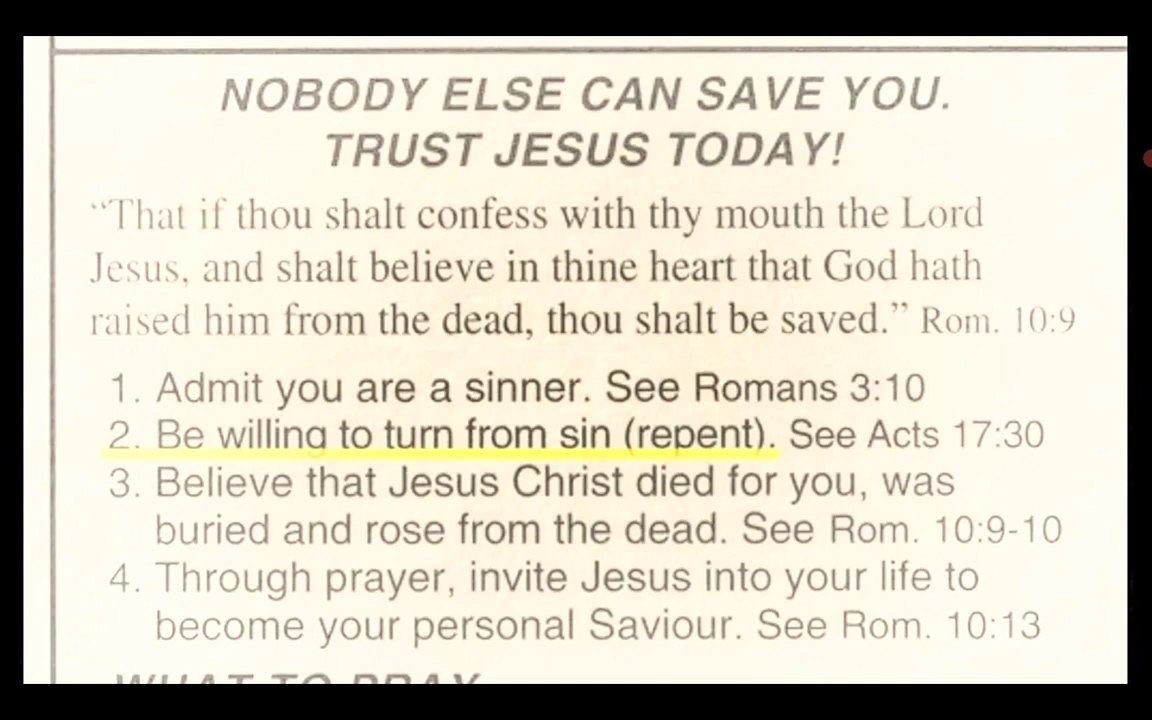 NOBODY ELSE CAN SAVE YOU.
TRUST JESUS TODAY!
“That if thou shalt confess with thy mouth the Lord
Jesus, and shalt believe in thine heart that God hath
raised him from the dead, thou shalt be saved.” Rom. 10:9
1. Admit you are a sinner. See Romans 3:10
2. Be willing to turn from sin (repent). See Acts 17:30
3. Believe that Jesus Christ died for you, was
buried and rose from the dead. See Rom. 10:9-10
4. Through prayer, invite Jesus into your life to
become your personal Saviour. See Rom. 10:13
WHAT TO PRAY